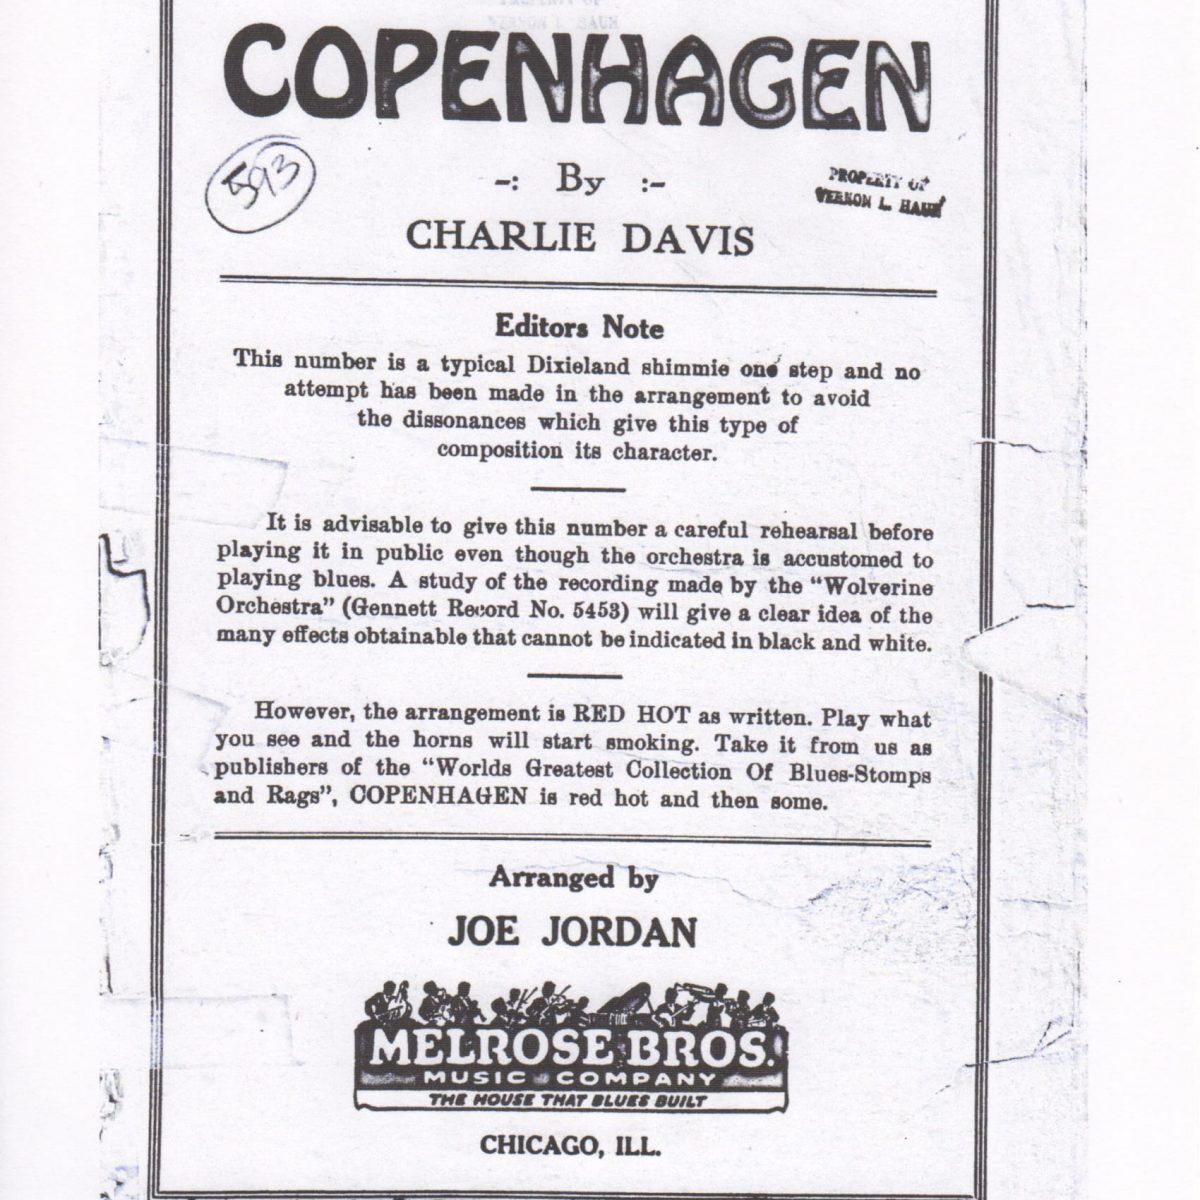 PROPERTY OF
VERNON L. HAUN
COPENHAGEN
593
-: By :-
PROPERTY OF
VERNON L. HAUN
CHARLIE DAVIS
Editors Note
This number is a typical Dixieland shimmie one step and no
attempt has been made in the arrangement to avoid
the dissonances which give this type of
composition its character.
It is advisable to give this number a careful rehearsal before
playing it in public even though the orchestra is accustomed to
playing blues. A study of the recording made by the "Wolverine
Orchestra" (Gennett Record No. 5453) will give a clear idea of the
many effects obtainable that cannot be indicated in black and white.
However, the arrangement is RED HOT as written. Play what
you see and the horns will start smoking. Take it from us as
publishers of the "Worlds Greatest Collection Of Blues-Stomps
and Rags", COPENHAGEN is red hot and then some.
Arranged by
JOE JORDAN
MELROSE BROS.
MUSIC COMPANY
THE HOUSE THAT BLUES BUILT
CHICAGO, ILL.